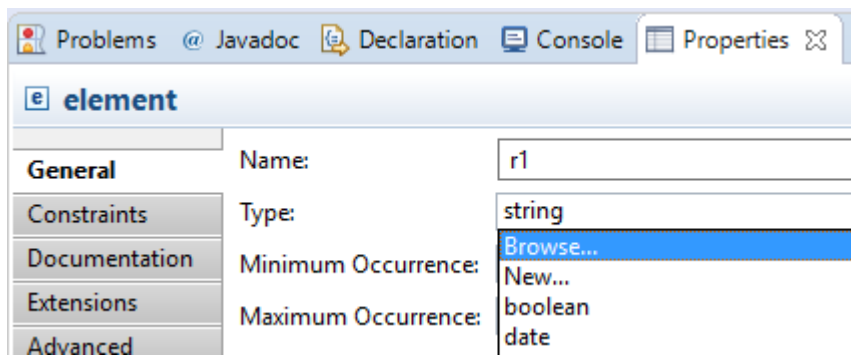 Problems @ Javadoc Declaration Console Properties
e element
General
Constraints
Documentation
Extensions
Advanced
Name: r1
Type: string
Browse...
New...
boolean
date
Minimum Occurrence:
Maximum Occurrence: